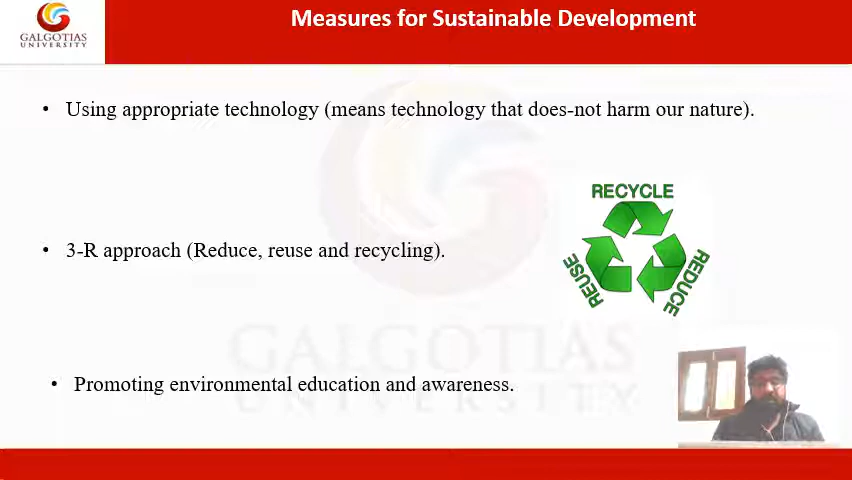 Measures for Sustainable Development
GALGOTIAS
UNIVERSITY
• Using appropriate technology (means technology that does-not harm our nature).
RECYCLE
• 3-R approach (Reduce, reuse and recycling).
REUSE
REDUCE
GALGOTIAS
UNIVERSITY
• Promoting environmental education and awareness.